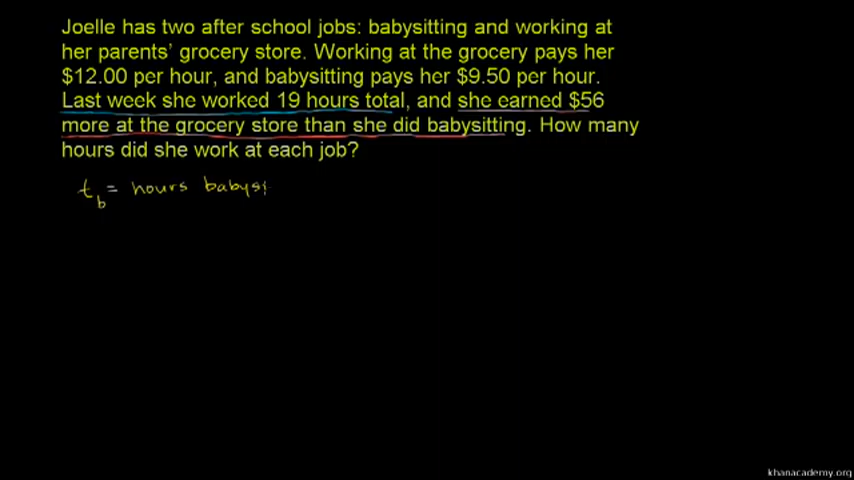 Joelle has two after school jobs: babysitting and working at
her parents' grocery store. Working at the grocery pays her
$12.00 per hour, and babysitting pays her $9.50 per hour.
Last week she worked 19 hours total, and she earned $56
more at the grocery store than she did babysitting. How many
hours did she work at each job?
t_b = hours babysi
khanacademy.org